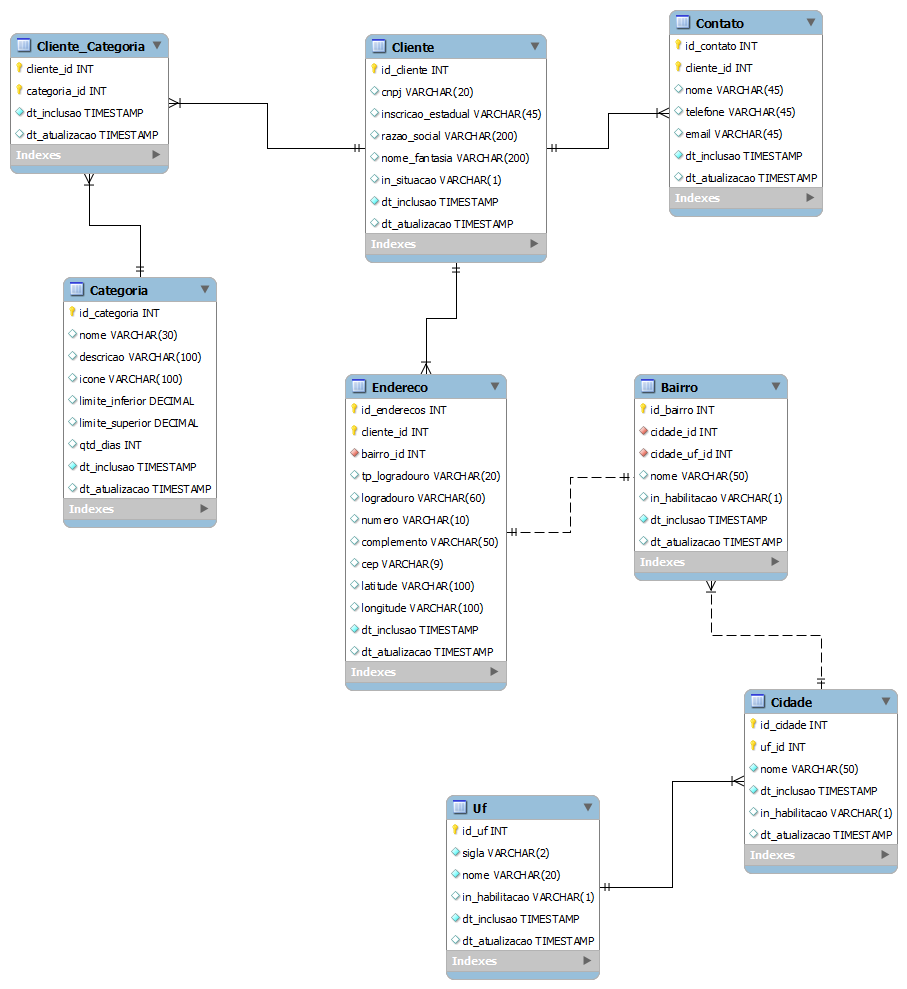 Cliente_Categoria
cliente_id INT
categoria_id INT
dt_inclusao TIMESTAMP
dt_atualizacao TIMESTAMP
Indexes
Cliente
id_cliente INT
cnpj VARCHAR(20)
inscricao_estadual VARCHAR(45)
razao_social VARCHAR(200)
nome_fantasia VARCHAR(200)
in_situacao VARCHAR(1)
dt_inclusao TIMESTAMP
dt_atualizacao TIMESTAMP
Indexes
Contato
id_contato INT
cliente_id INT
nome VARCHAR(45)
telefone VARCHAR(45)
email VARCHAR(45)
dt_inclusao TIMESTAMP
dt_atualizacao TIMESTAMP
Indexes
Categoria
id_categoria INT
nome VARCHAR(30)
descricao VARCHAR(100)
icone VARCHAR(100)
limite_inferior DECIMAL
limite_superior DECIMAL
qtd_dias INT
dt_inclusao TIMESTAMP
dt_atualizacao TIMESTAMP
Indexes
Endereco
id_enderecos INT
cliente_id INT
bairro_id INT
tp_logradouro VARCHAR(20)
logradouro VARCHAR(60)
numero VARCHAR(10)
complemento VARCHAR(50)
cep VARCHAR(9)
latitude VARCHAR(100)
longitude VARCHAR(100)
dt_inclusao TIMESTAMP
dt_atualizacao TIMESTAMP
Indexes
Bairro
id_bairro INT
cidade_id INT
cidade_uf_id INT
nome VARCHAR(50)
in_habilitacao VARCHAR(1)
dt_inclusao TIMESTAMP
dt_atualizacao TIMESTAMP
Indexes
Cidade
id_cidade INT
uf_id INT
nome VARCHAR(50)
dt_inclusao TIMESTAMP
in_habilitacao VARCHAR(1)
dt_atualizacao TIMESTAMP
Indexes
Uf
id_uf INT
sigla VARCHAR(2)
nome VARCHAR(20)
in_habilitacao VARCHAR(1)
dt_inclusao TIMESTAMP
dt_atualizacao TIMESTAMP
Indexes